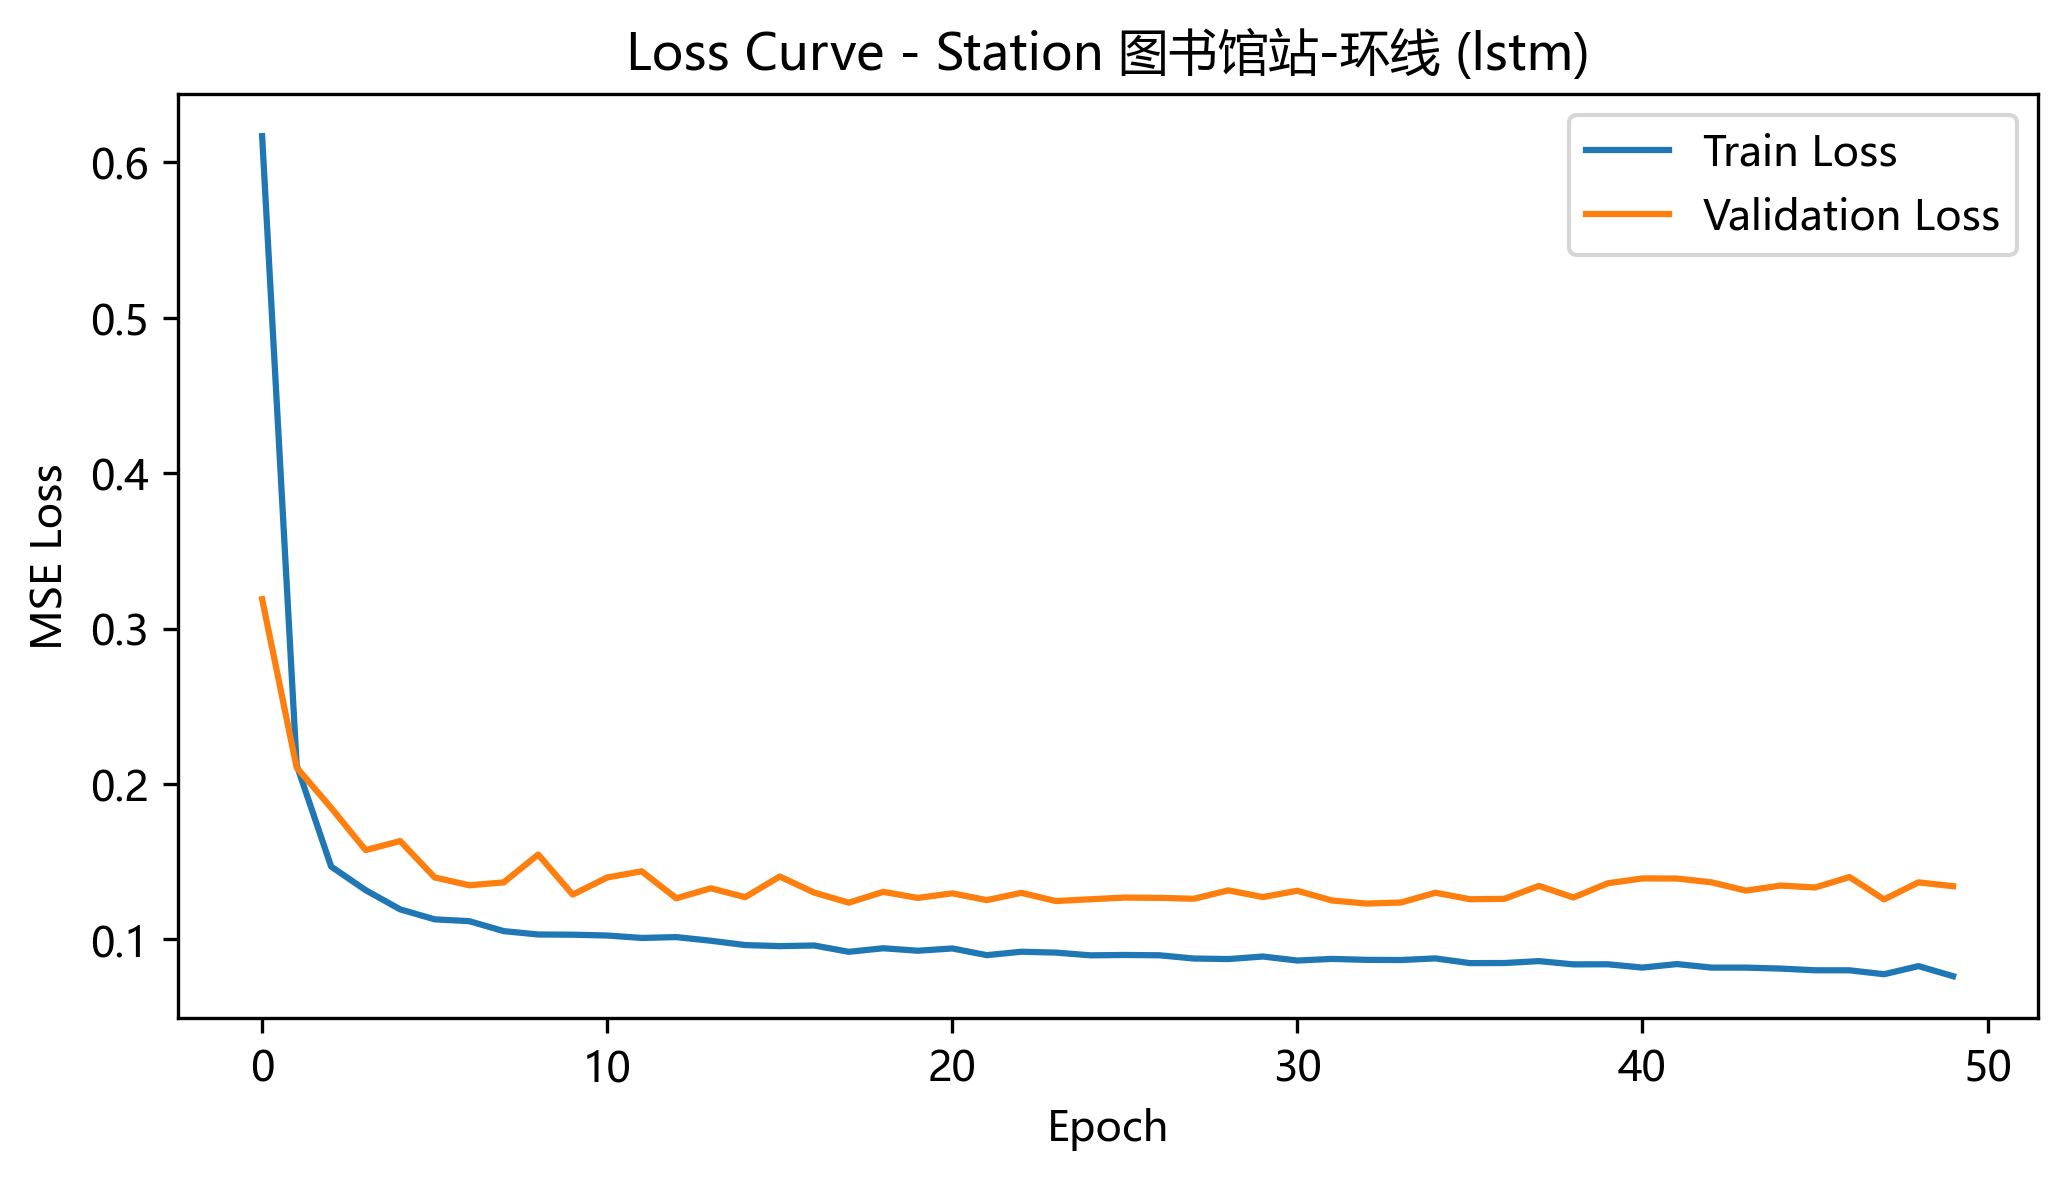 Loss Curve - Station 图书馆站-环线 (lstm)
Train Loss
Validation Loss
MSE Loss
0.6
0.5
0.4
0.3
0.2
0.1
0 10 20 30 40 50
Epoch